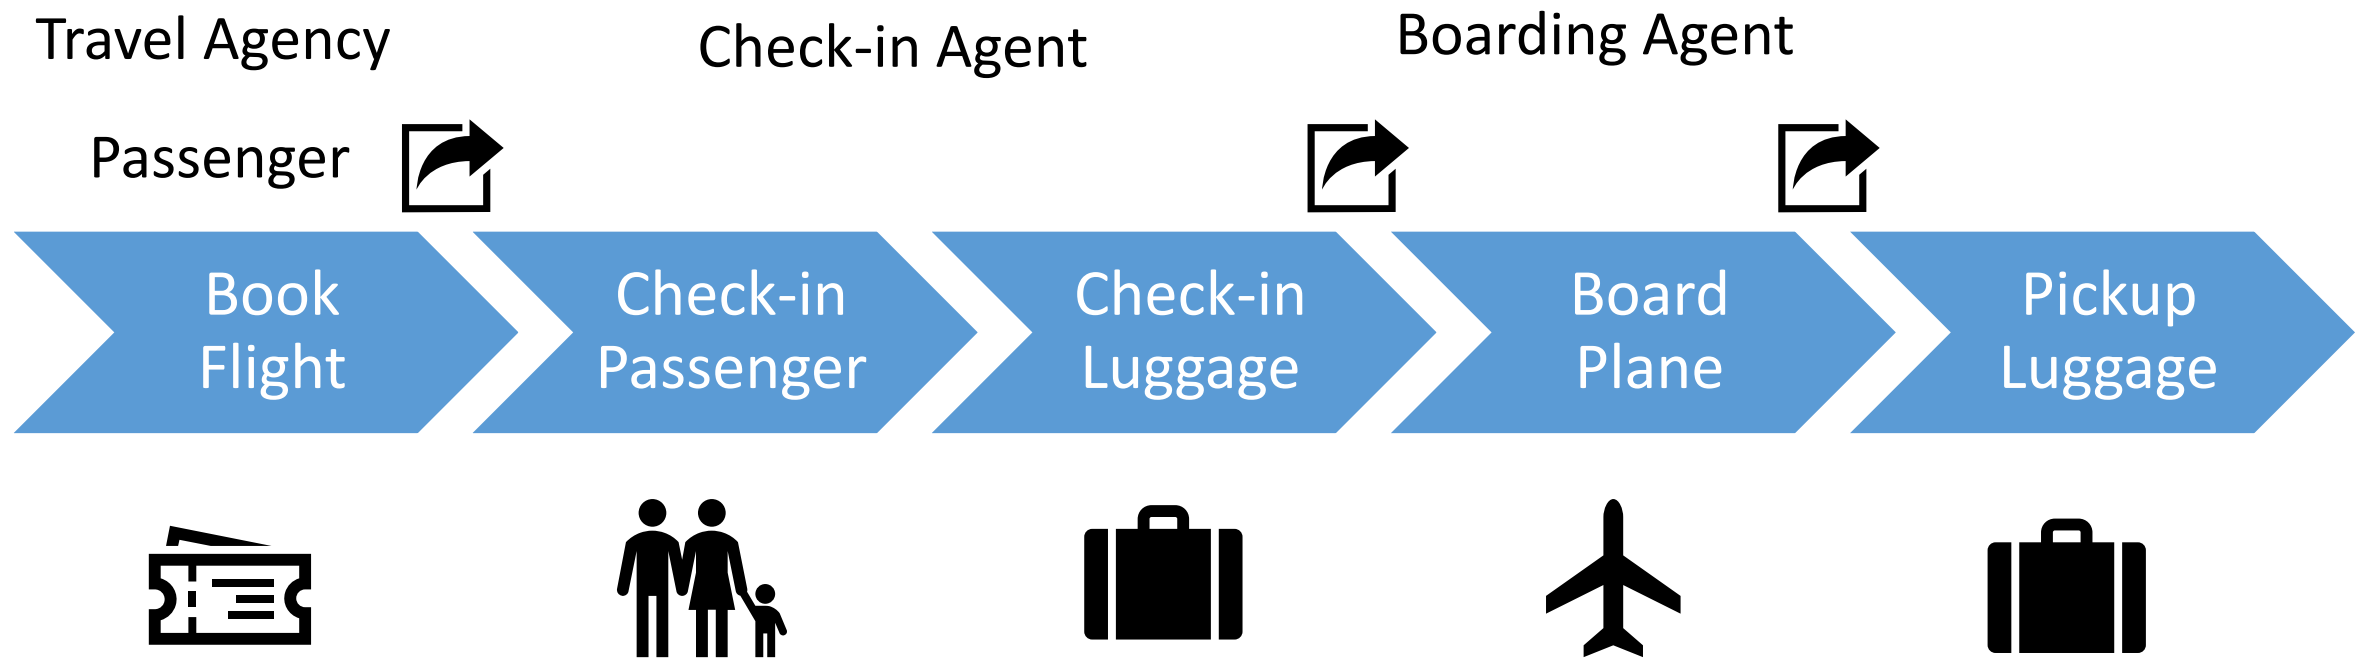 Travel Agency
Check-in Agent
Boarding Agent
Passenger
Book
Flight
Check-in
Passenger
Check-in
Luggage
Board
Plane
Pickup
Luggage